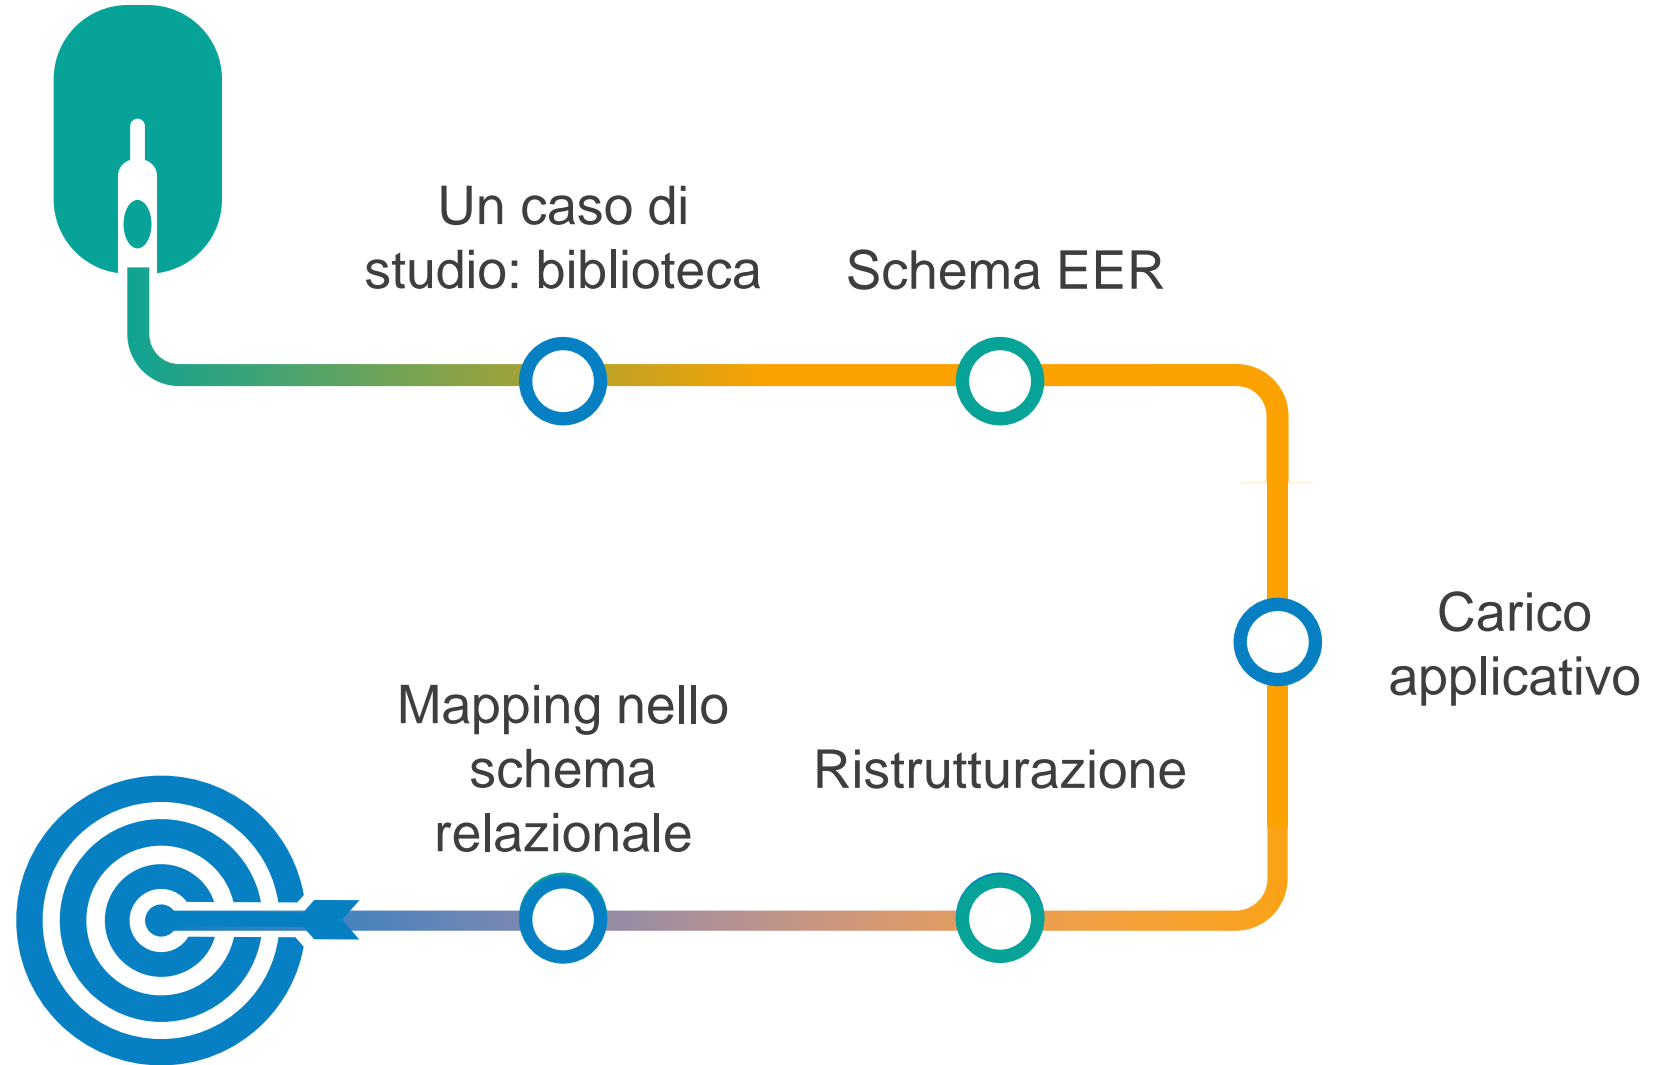 Un caso di
studio: biblioteca
Schema EER
Carico
applicativo
Ristrutturazione
Mapping nello
schema
relazionale